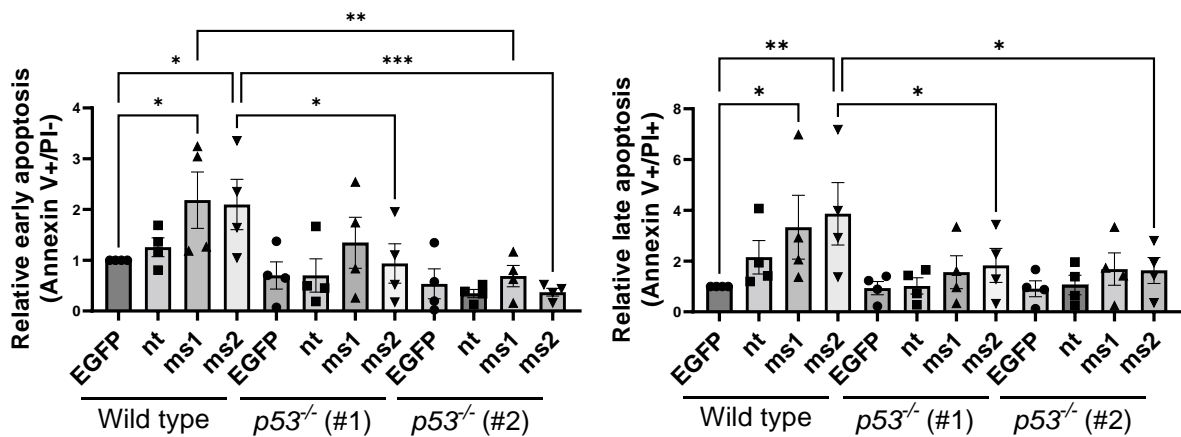 **
*
***
*
*
Relative early apoptosis
(Annexin V+/PI-)
4
3
2
1
0
EGFP
nt
ms1
ms2
EGFP
nt
ms1
ms2
EGFP
nt
ms1
ms2
Wild type
p53-/- (#1)
p53-/- (#2)
**
*
*
*
Relative late apoptosis
(Annexin V+/PI+)
8
6
4
2
0
EGFP
nt
ms1
ms2
EGFP
nt
ms1
ms2
EGFP
nt
ms1
ms2
Wild type
p53-/- (#1)
p53-/- (#2)